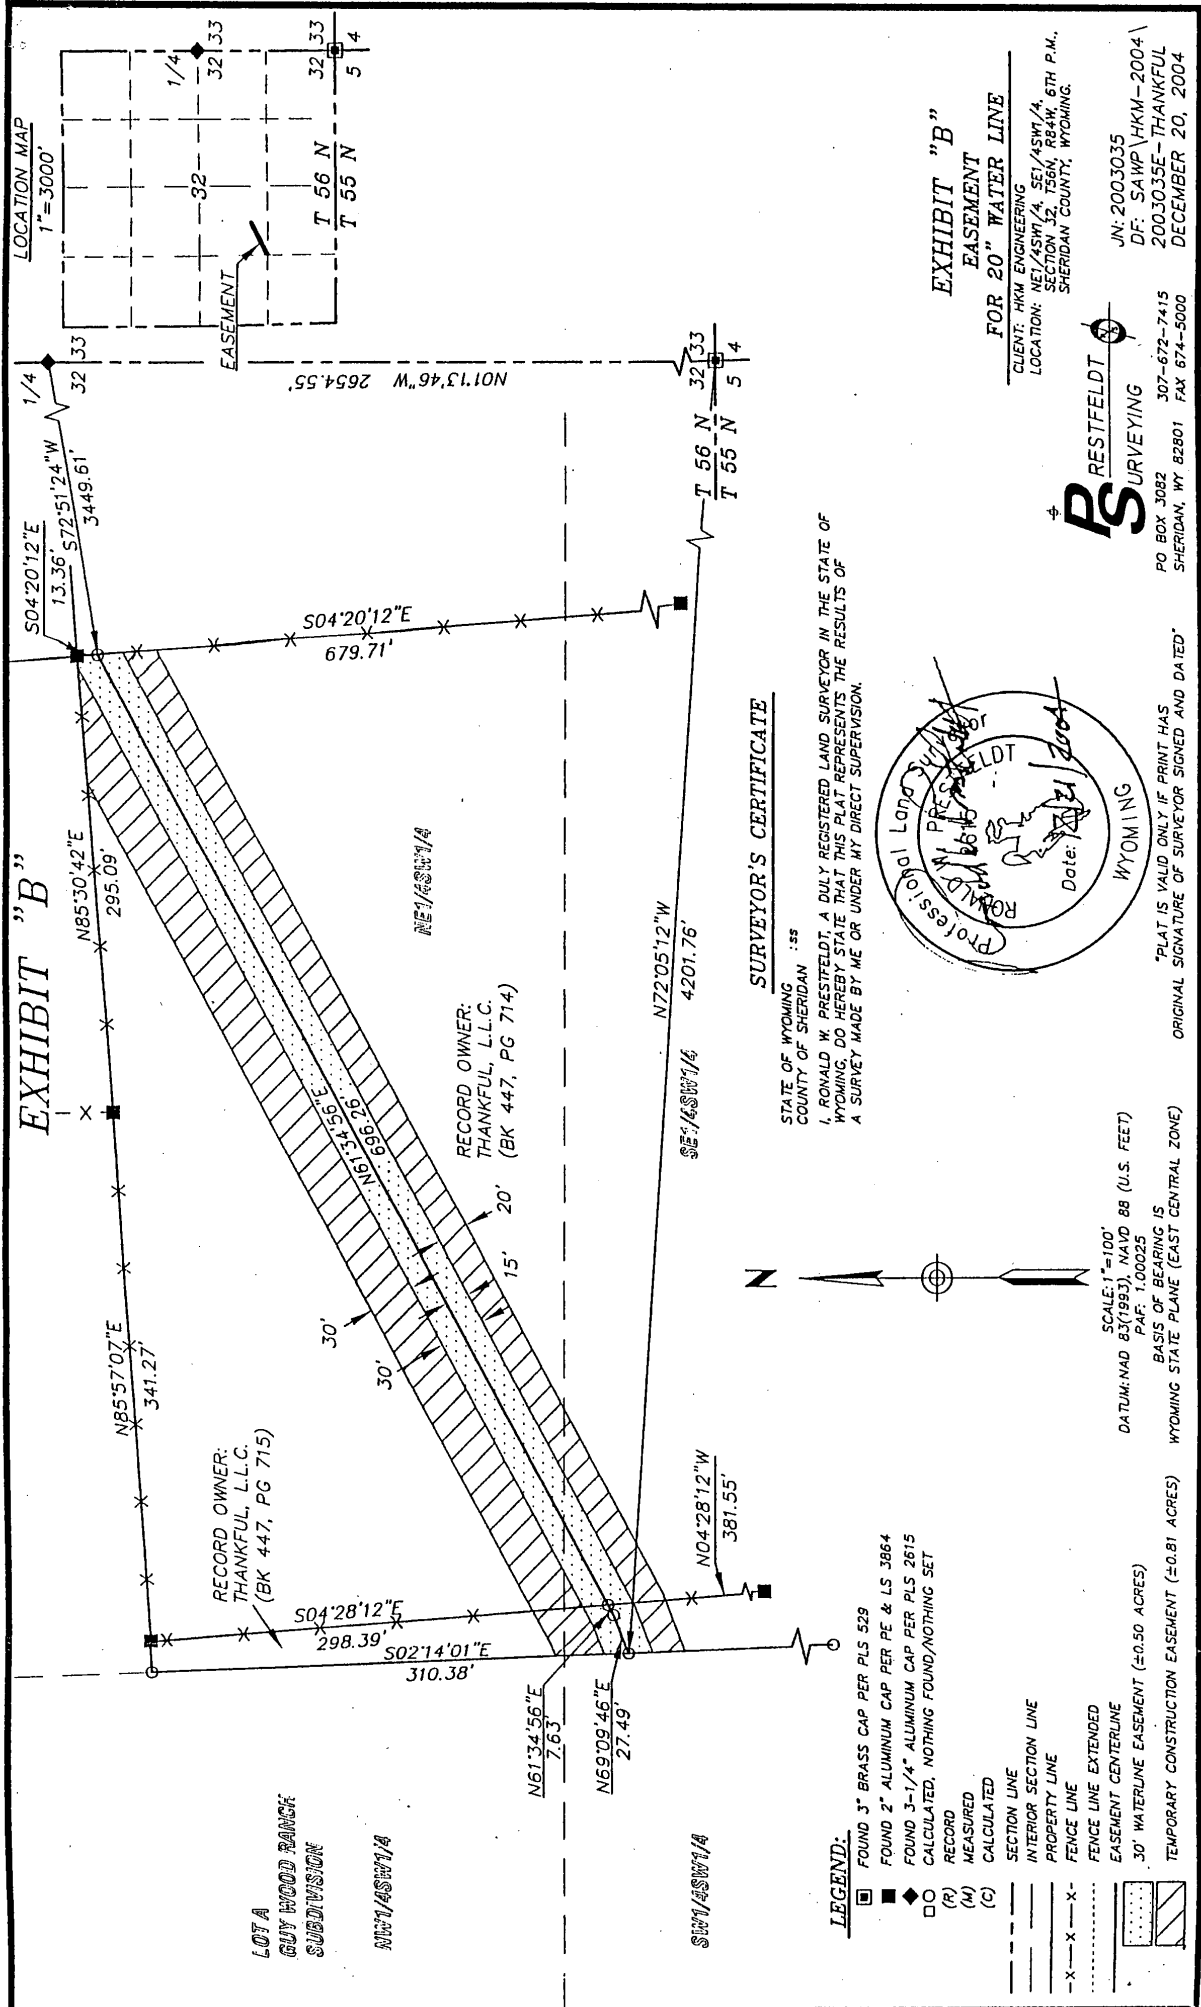 EXHIBIT "B"
LOCATION MAP
1"=3000'
1/4
32 33
32
32 33
5 4
T 56 N
T 55 N
EASEMENT
1/4
32 33
N01°13'46"W 2654.55'
32 33
5 4
T 56 N
T 55 N
S04°20'12"E
13.36'
S72°51'24"W
3449.61'
N85°30'42"E
295.09'
N85°57'07"E
341.27'
S04°20'12"E
679.71'
N61°34'56"E
696.26'
NE1/4SW1/4
RECORD OWNER:
THANKFUL, L.L.C.
(BK 447, PG 714)
30'
30'
15'
20'
RECORD OWNER:
THANKFUL, L.L.C.
(BK 447, PG 715)
S04°28'12"E
298.39'
S02°14'01"E
310.38'
N61°34'56"E
7.63'
N69°09'46"E
27.49'
N04°28'12"W
381.55'
N72°05'12"W
4201.76'
SE1/4SW1/4
LOT A
GUY WOOD RANCH
SUBDIVISION
NW1/4SW1/4
SW1/4SW1/4
LEGEND:
FOUND 3" BRASS CAP PER PLS 529
FOUND 2" ALUMINUM CAP PER PE & LS 3864
FOUND 3-1/4" ALUMINUM CAP PER PLS 2615
CALCULATED, NOTHING FOUND/NOTHING SET
(R) RECORD
(M) MEASURED
(C) CALCULATED
SECTION LINE
INTERIOR SECTION LINE
PROPERTY LINE
-x—x—x- FENCE LINE
FENCE LINE EXTENDED
EASEMENT CENTERLINE
30' WATERLINE EASEMENT (±0.50 ACRES)
TEMPORARY CONSTRUCTION EASEMENT (±0.81 ACRES)
N
SCALE:1"=100'
DATUM:NAD 83(1993), NAVD 88 (U.S. FEET)
PAF: 1.00025
BASIS OF BEARING IS
WYOMING STATE PLANE (EAST CENTRAL ZONE)
SURVEYOR'S CERTIFICATE
STATE OF WYOMING
COUNTY OF SHERIDAN :ss
I, RONALD W. PRESTFELDT, A DULY REGISTERED LAND SURVEYOR IN THE STATE OF
WYOMING, DO HEREBY STATE THAT THIS PLAT REPRESENTS THE RESULTS OF
A SURVEY MADE BY ME OR UNDER MY DIRECT SUPERVISION.
Professional Land Surveyor
RONALD W. PRESTFELDT
2615
Date: 12/21/2004
WYOMING
"PLAT IS VALID ONLY IF PRINT HAS
ORIGINAL SIGNATURE OF SURVEYOR SIGNED AND DATED"
EXHIBIT "B"
EASEMENT
FOR 20" WATER LINE
CLIENT: HKM ENGINEERING
LOCATION: NE1/4SW1/4, SE1/4SW1/4,
SECTION 32, T56N, R84W, 6TH P.M.,
SHERIDAN COUNTY, WYOMING.
PRESTFELDT
SURVEYING
PO BOX 3082 307-672-7415
SHERIDAN, WY 82801 FAX 674-5000
JN: 2003035
DF: SAWP\HKM-2004\
2003035E-THANKFUL
DECEMBER 20, 2004